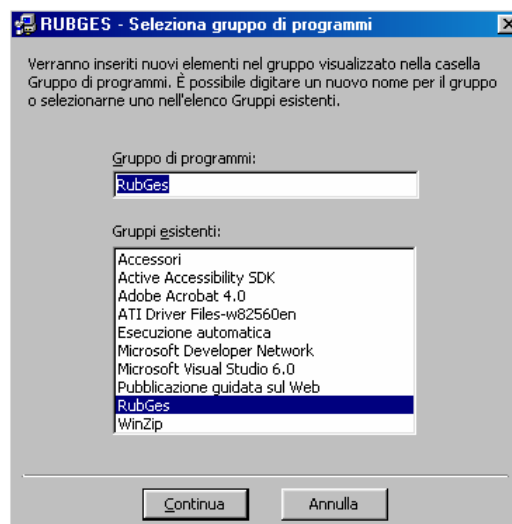 RUBGES - Seleziona gruppo di programmi
Verranno inseriti nuovi elementi nel gruppo visualizzato nella casella
Gruppo di programmi. È possibile digitare un nuovo nome per il gruppo
o selezionarne uno nell'elenco Gruppi esistenti.
Gruppo di programmi:
RubGes
Gruppi esistenti:
Accessori
Active Accessibility SDK
Adobe Acrobat 4.0
ATI Driver Files-w82560en
Esecuzione automatica
Microsoft Developer Network
Microsoft Visual Studio 6.0
Pubblicazione guidata sul Web
RubGes
WinZip
Continua
Annulla